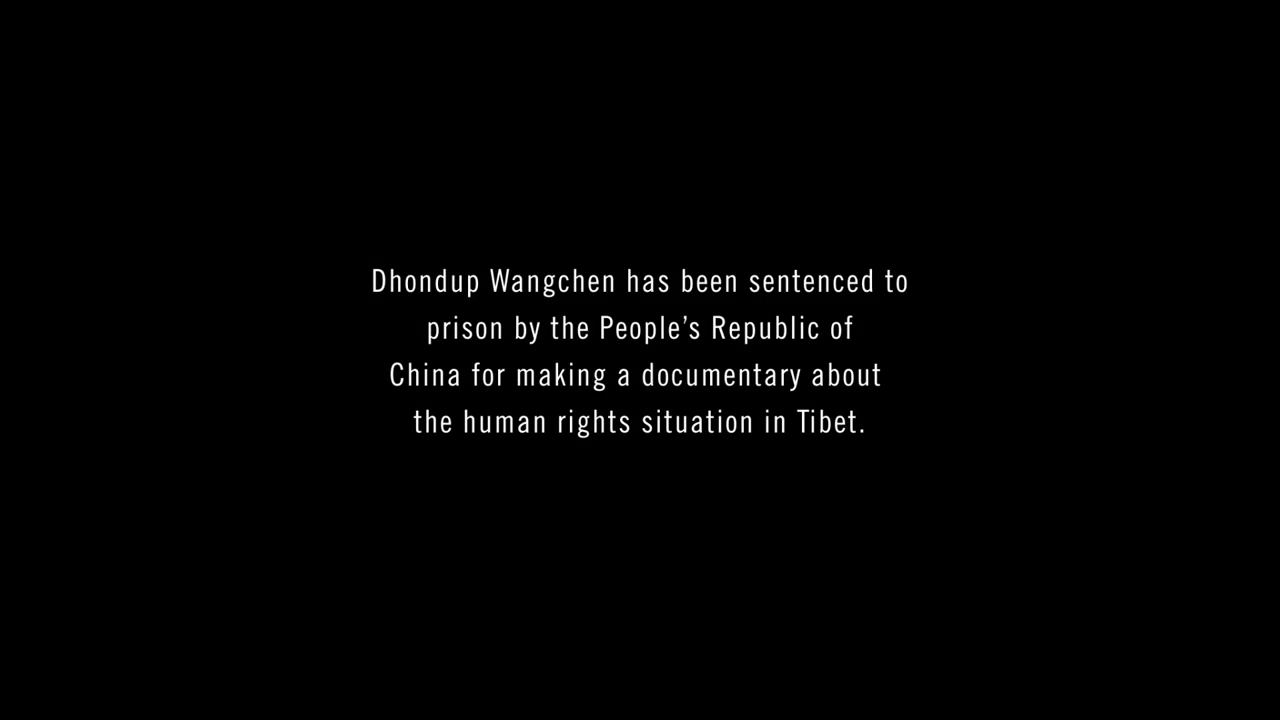 Dhondup Wangchen has been sentenced to
prison by the People’s Republic of
China for making a documentary about
the human rights situation in Tibet.